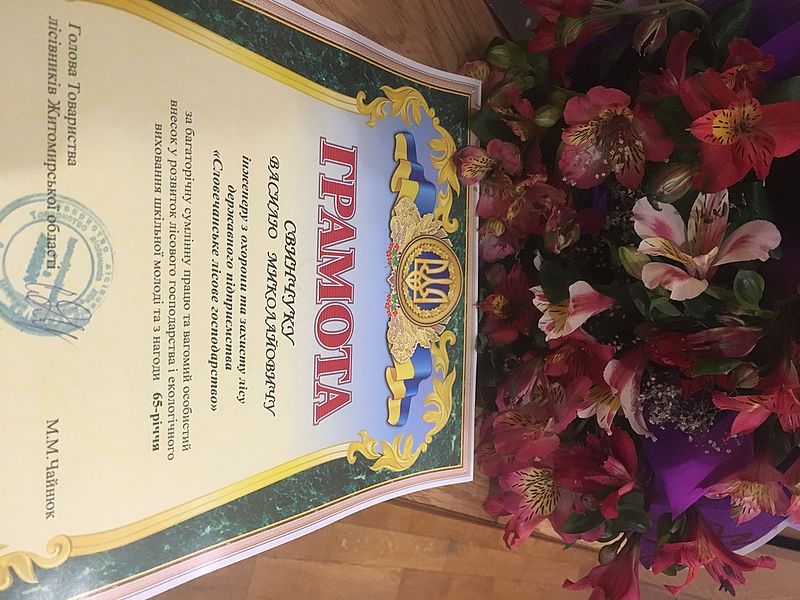 ГРАМОТА
СВИНЧУКУ
ВАСИЛЮ МИКОЛАЙОВИЧУ
інженеру з охорони та захисту лісу
державного підприємства
«Словечанське лісове господарство»
за багаторічну сумлінну працю та вагомий особистий
внесок у розвиток лісового господарства і екологічного
виховання шкільної молоді та з нагоди 65-річчя
Голова Товариства
лісівників Житомирської області
М.М.Чайнюк